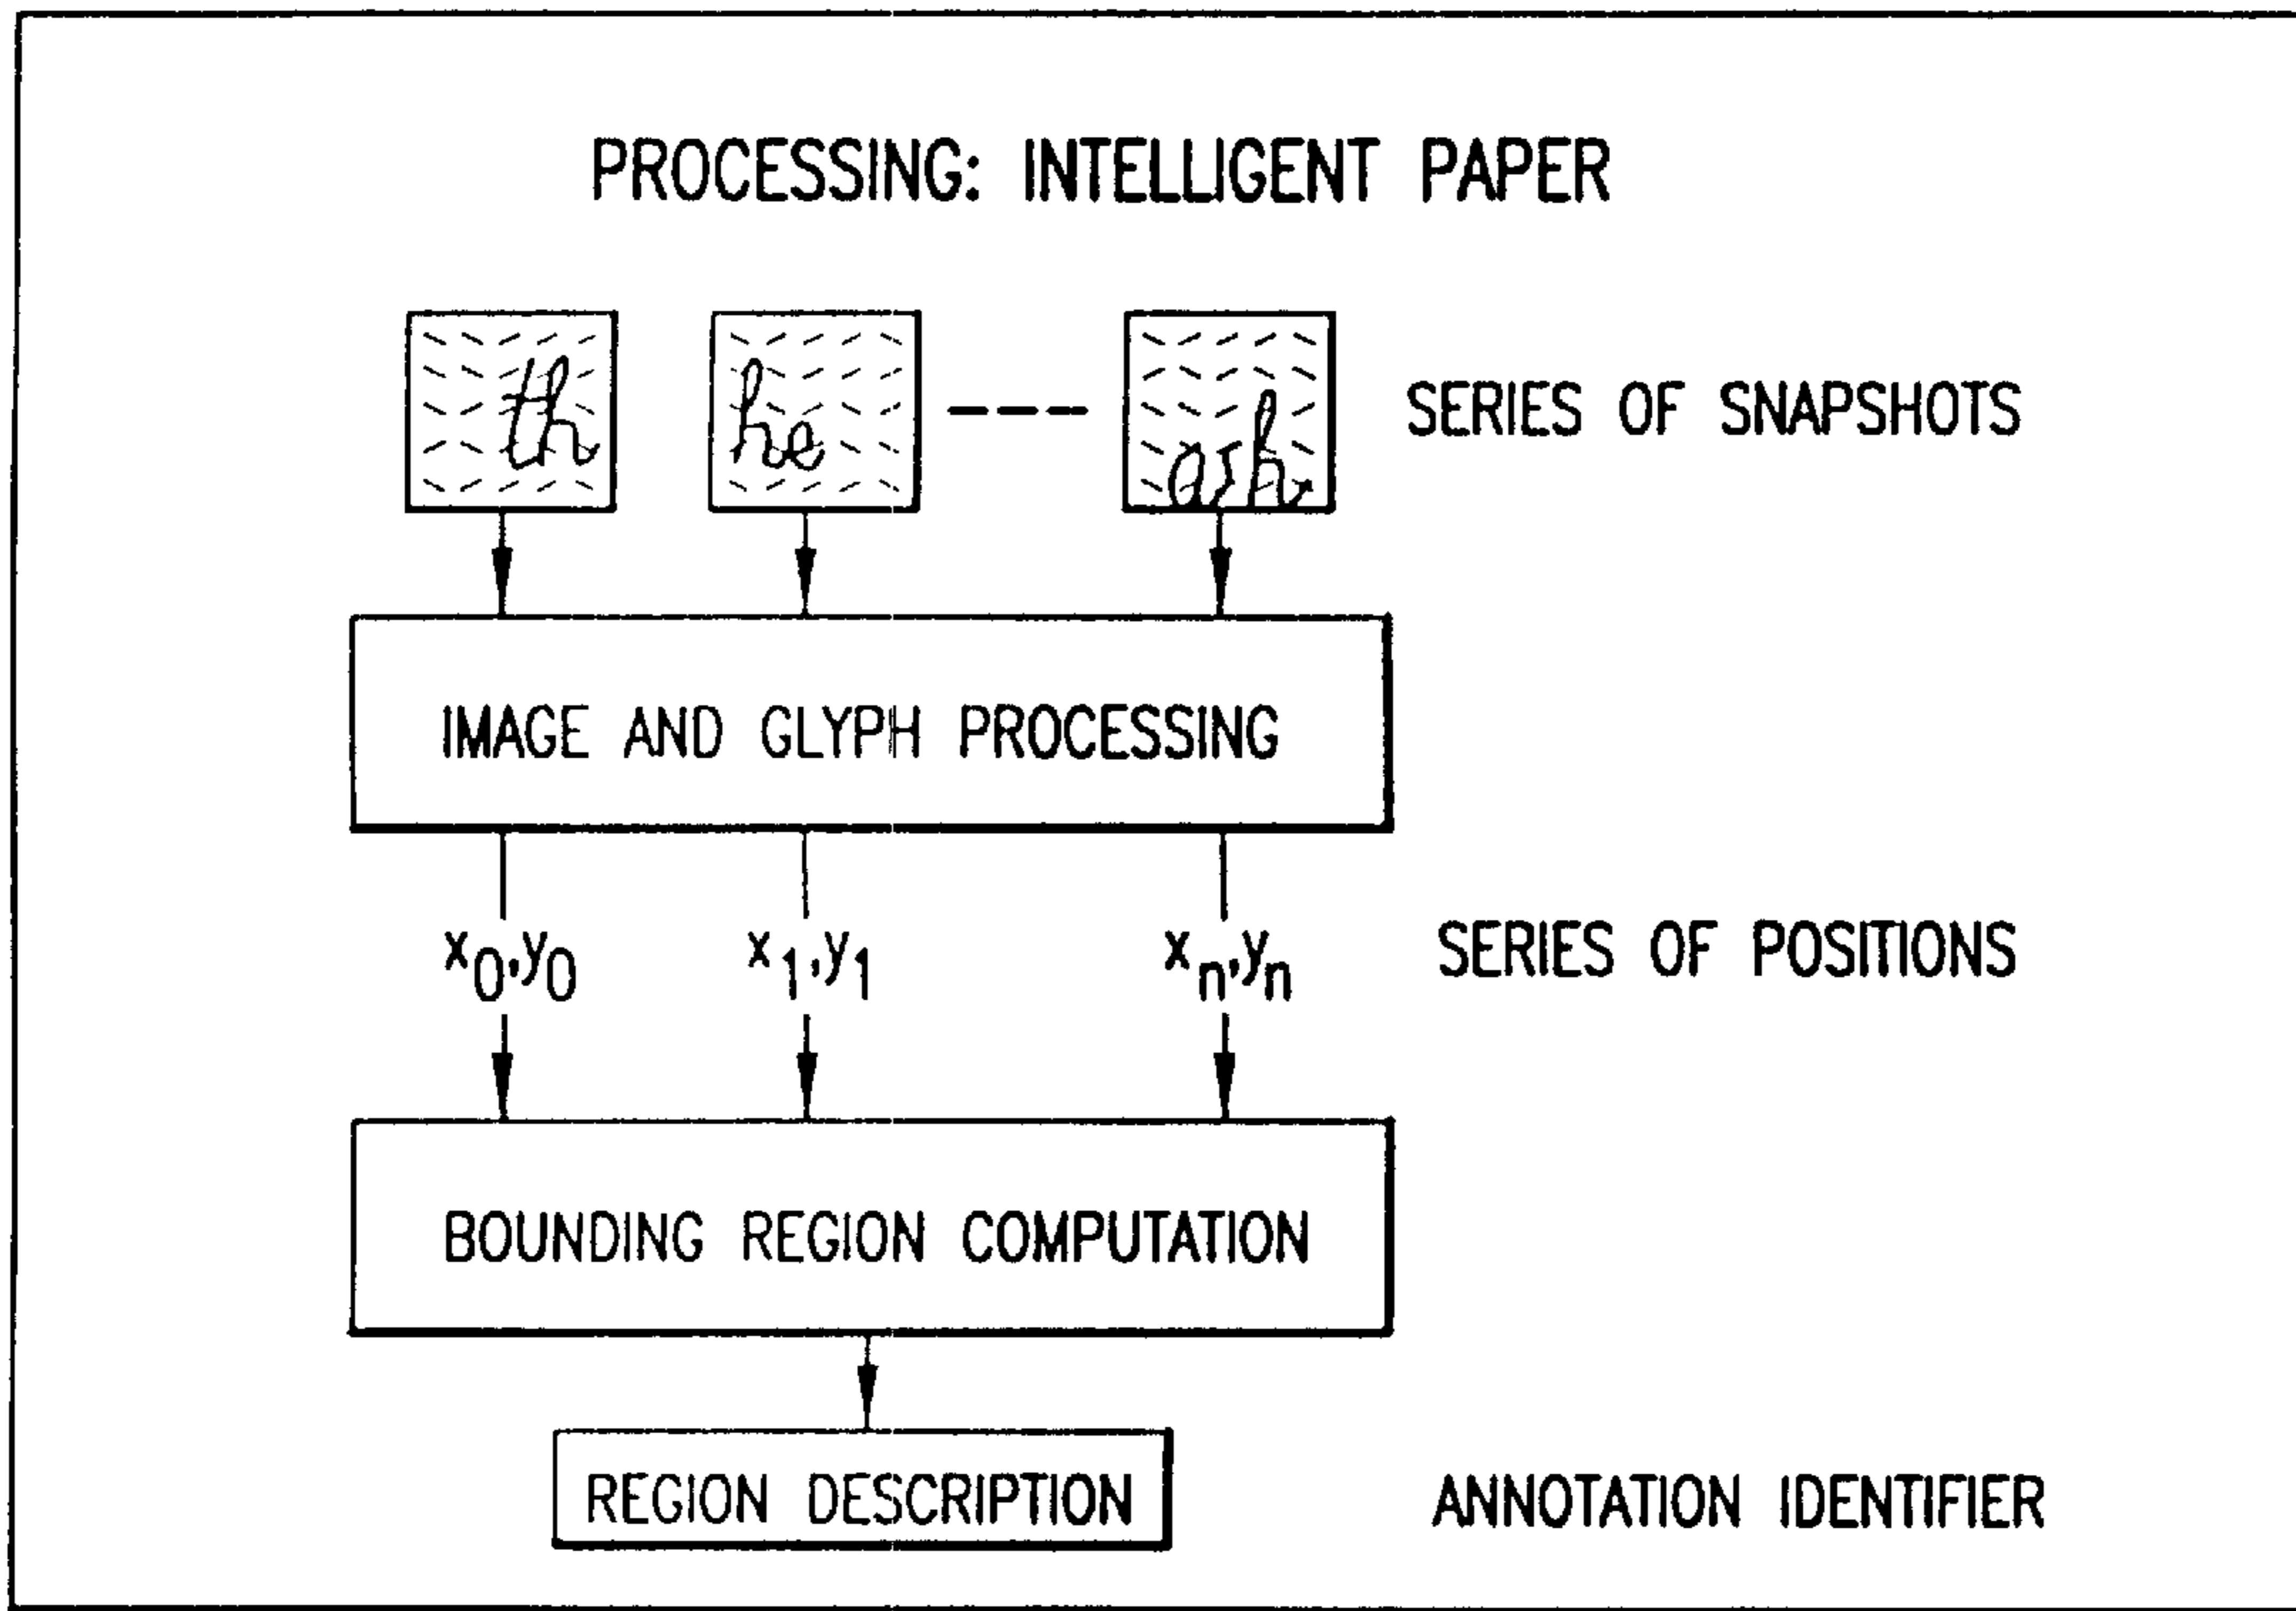 PROCESSING: INTELLIGENT PAPER
th he ash SERIES OF SNAPSHOTS
IMAGE AND GLYPH PROCESSING
x0,y0 x1,y1 xn,yn SERIES OF POSITIONS
BOUNDING REGION COMPUTATION
REGION DESCRIPTION ANNOTATION IDENTIFIER